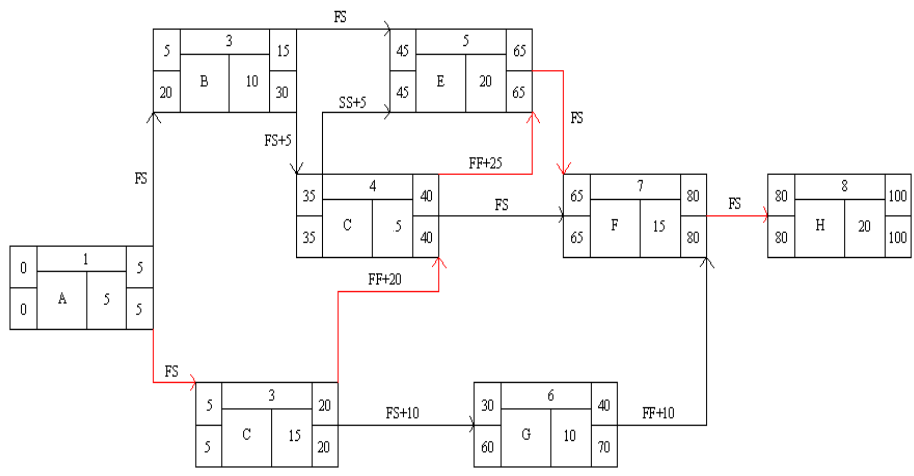 FS
5 3 15
20 B 10 30
45 5 65
45 E 20 65
SS+5
FS
FS+5
FS
FF+25
35 4 40
35 C 5 40
FS
65 7 80
65 F 15 80
FS
80 8 100
80 H 20 100
0 1 5
0 A 5 5
FF+20
FS
5 3 20
5 C 15 20
FS+10
30 6 40
60 G 10 70
FF+10